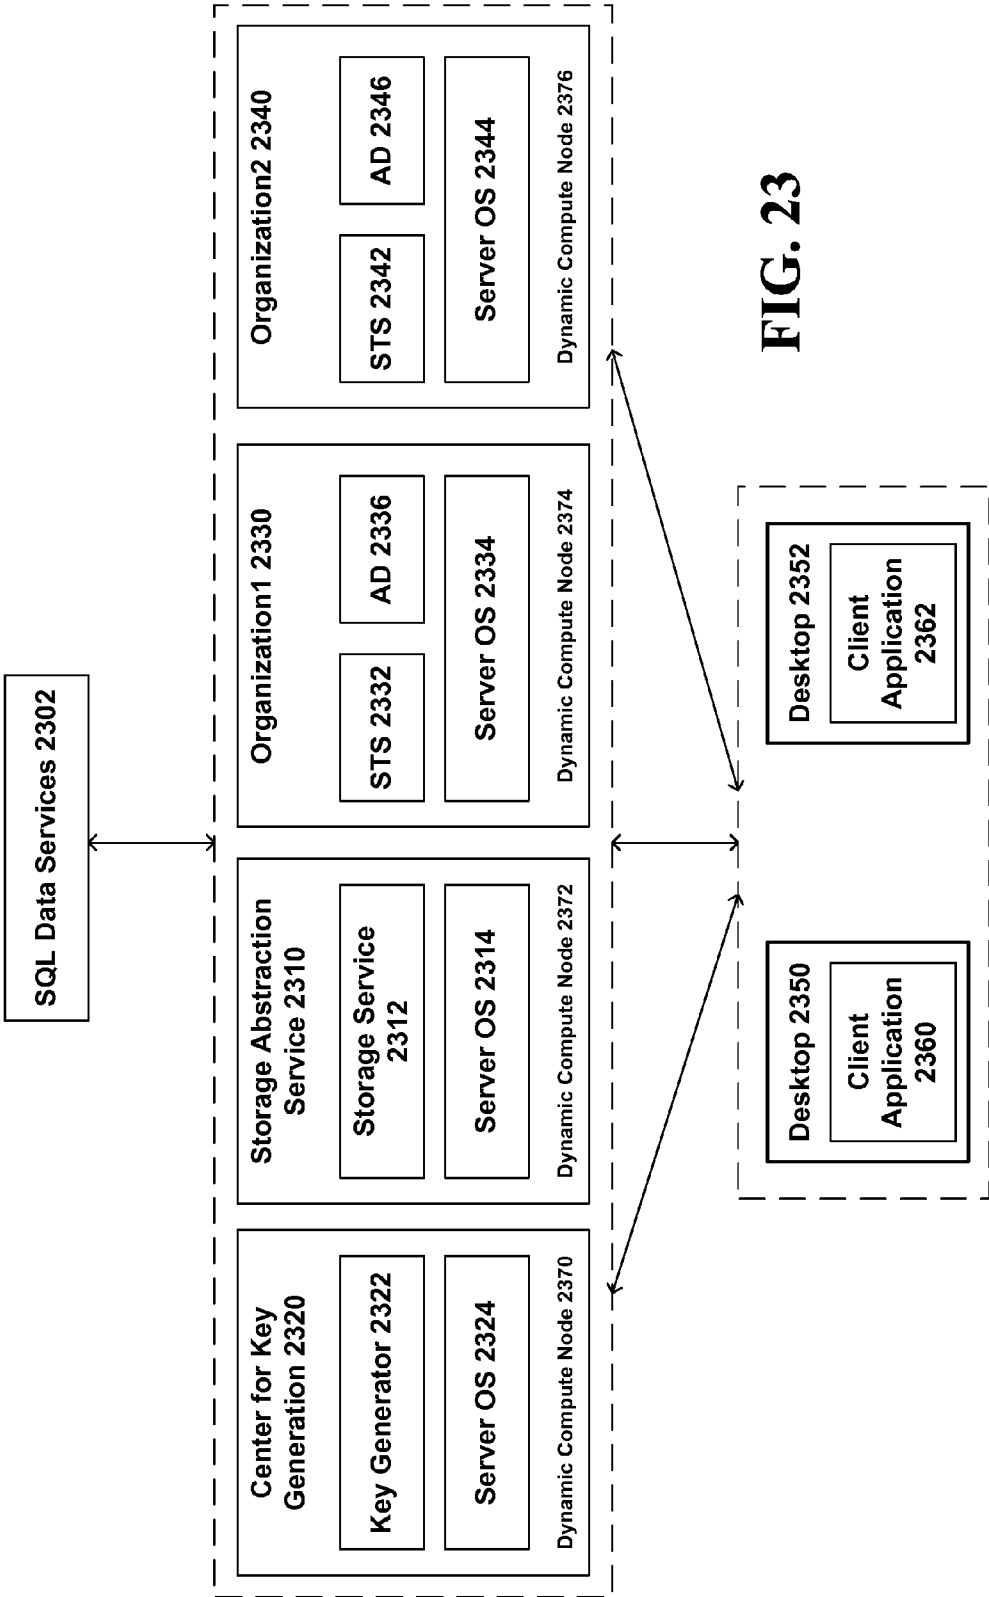 SQL Data Services 2302
Center for Key
Generation 2320
Key Generator 2322
Server OS 2324
Dynamic Compute Node 2370
Storage Abstraction
Service 2310
Storage Service
2312
Server OS 2314
Dynamic Compute Node 2372
Organization1 2330
STS 2332
AD 2336
Server OS 2334
Dynamic Compute Node 2374
Organization2 2340
STS 2342
AD 2346
Server OS 2344
Dynamic Compute Node 2376
Desktop 2350
Client
Application
2360
Desktop 2352
Client
Application
2362
FIG. 23